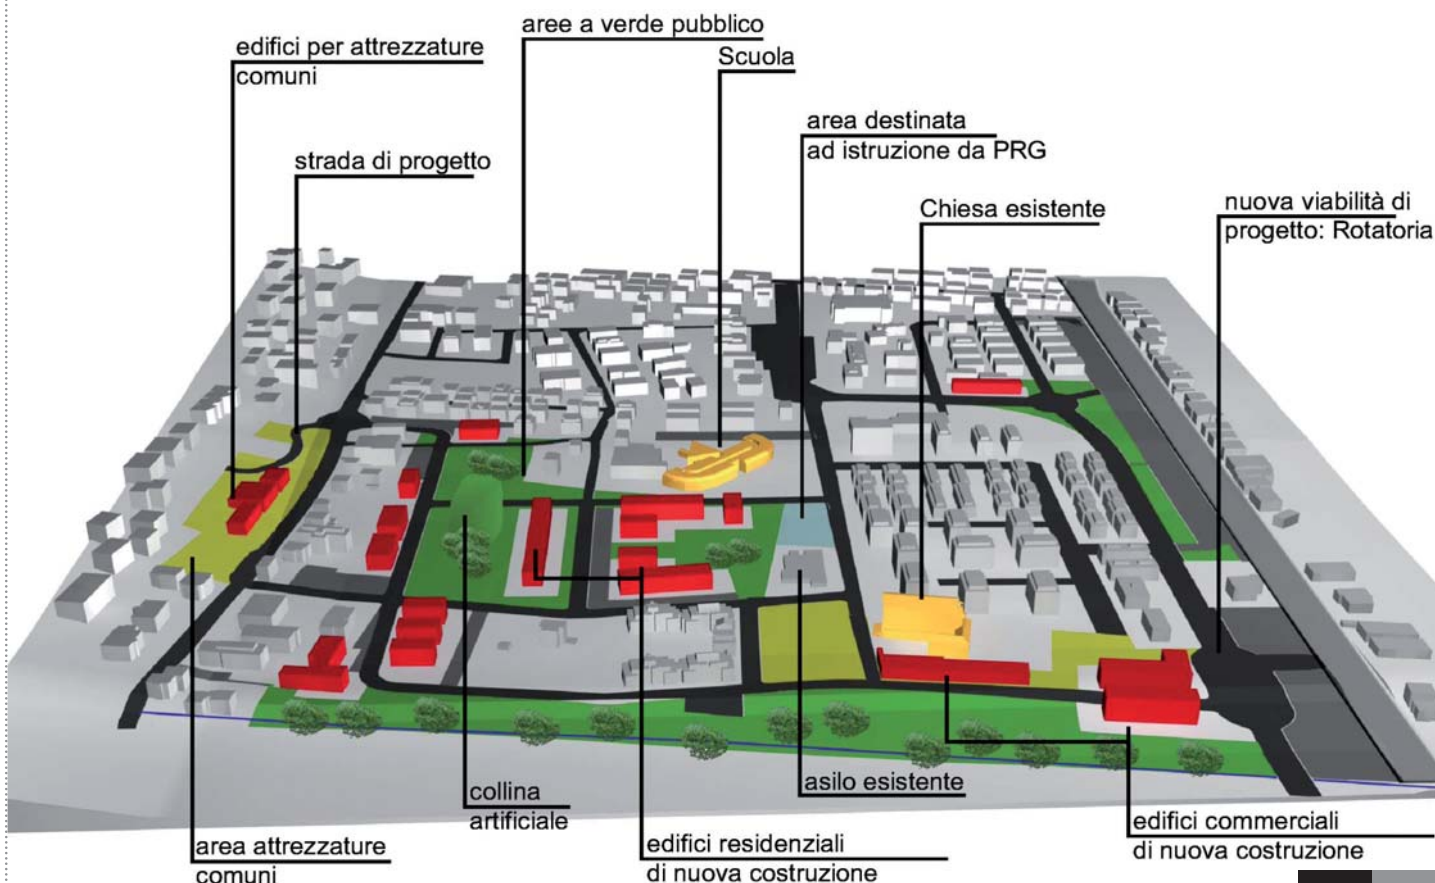 aree a verde pubblico
edifici per attrezzature
comuni
Scuola
area destinata
ad istruzione da PRG
strada di progetto
Chiesa esistente
nuova viabilità di
progetto: Rotatoria
collina
artificiale
asilo esistente
edifici commerciali
di nuova costruzione
area attrezzature
comuni
edifici residenziali
di nuova costruzione